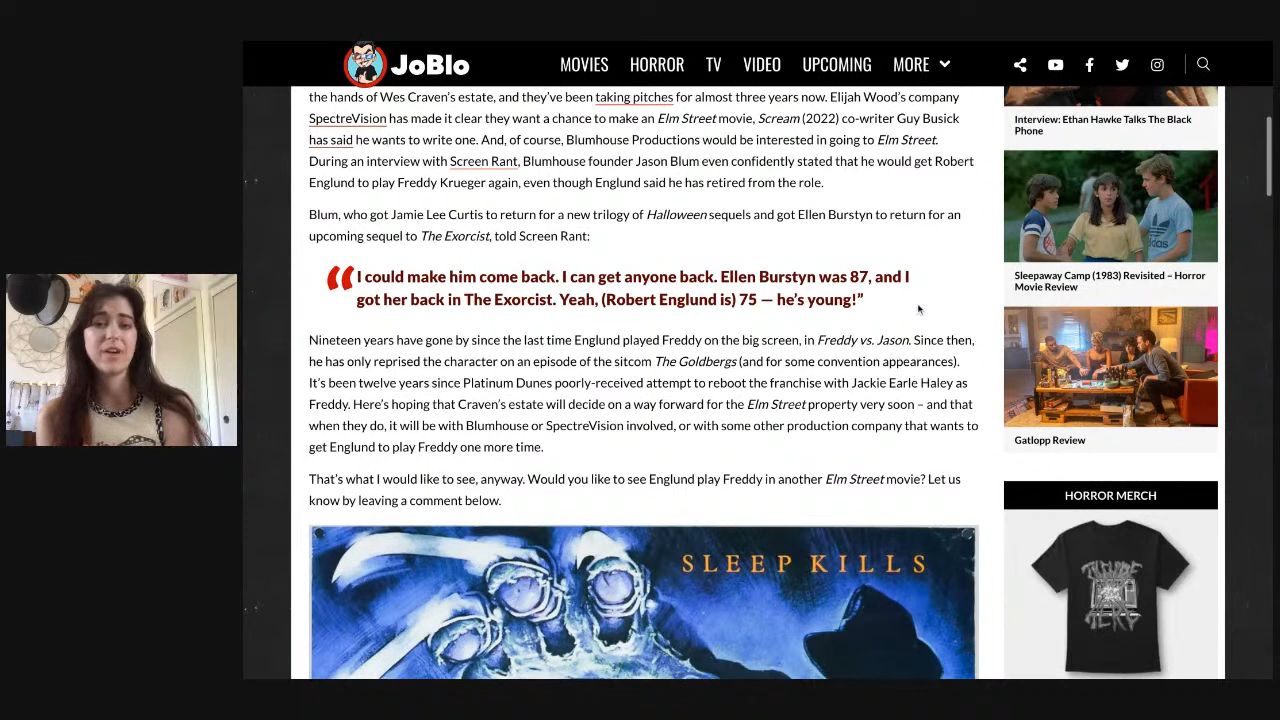 JoBlo
MOVIES HORROR TV VIDEO UPCOMING MORE
the hands of Wes Craven's estate, and they've been taking pitches for almost three years now. Elijah Wood's company
SpectreVision has made it clear they want a chance to make an Elm Street movie, Scream (2022) co-writer Guy Busick
has said he wants to write one. And, of course, Blumhouse Productions would be interested in going to Elm Street.
During an interview with Screen Rant, Blumhouse founder Jason Blum even confidently stated that he would get Robert
Englund to play Freddy Krueger again, even though Englund said he has retired from the role.
Blum, who got Jamie Lee Curtis to return for a new trilogy of Halloween sequels and got Ellen Burstyn to return for an
upcoming sequel to The Exorcist, told Screen Rant:
“I could make him come back. I can get anyone back. Ellen Burstyn was 87, and I
got her back in The Exorcist. Yeah, (Robert Englund is) 75 — he's young!”
Nineteen years have gone by since the last time Englund played Freddy on the big screen, in Freddy vs. Jason. Since then,
he has only reprised the character on an episode of the sitcom The Goldbergs (and for some convention appearances).
It's been twelve years since Platinum Dunes poorly-received attempt to reboot the franchise with Jackie Earle Haley as
Freddy. Here's hoping that Craven's estate will decide on a way forward for the Elm Street property very soon – and that
when they do, it will be with Blumhouse or SpectreVision involved, or with some other production company that wants to
get Englund to play Freddy one more time.
That's what I would like to see, anyway. Would you like to see Englund play Freddy in another Elm Street movie? Let us
know by leaving a comment below.
SLEEP KILLS
Interview: Ethan Hawke Talks The Black
Phone
adidas
Sleepaway Camp (1983) Revisited – Horror
Movie Review
Gatlopp Review
HORROR MERCH